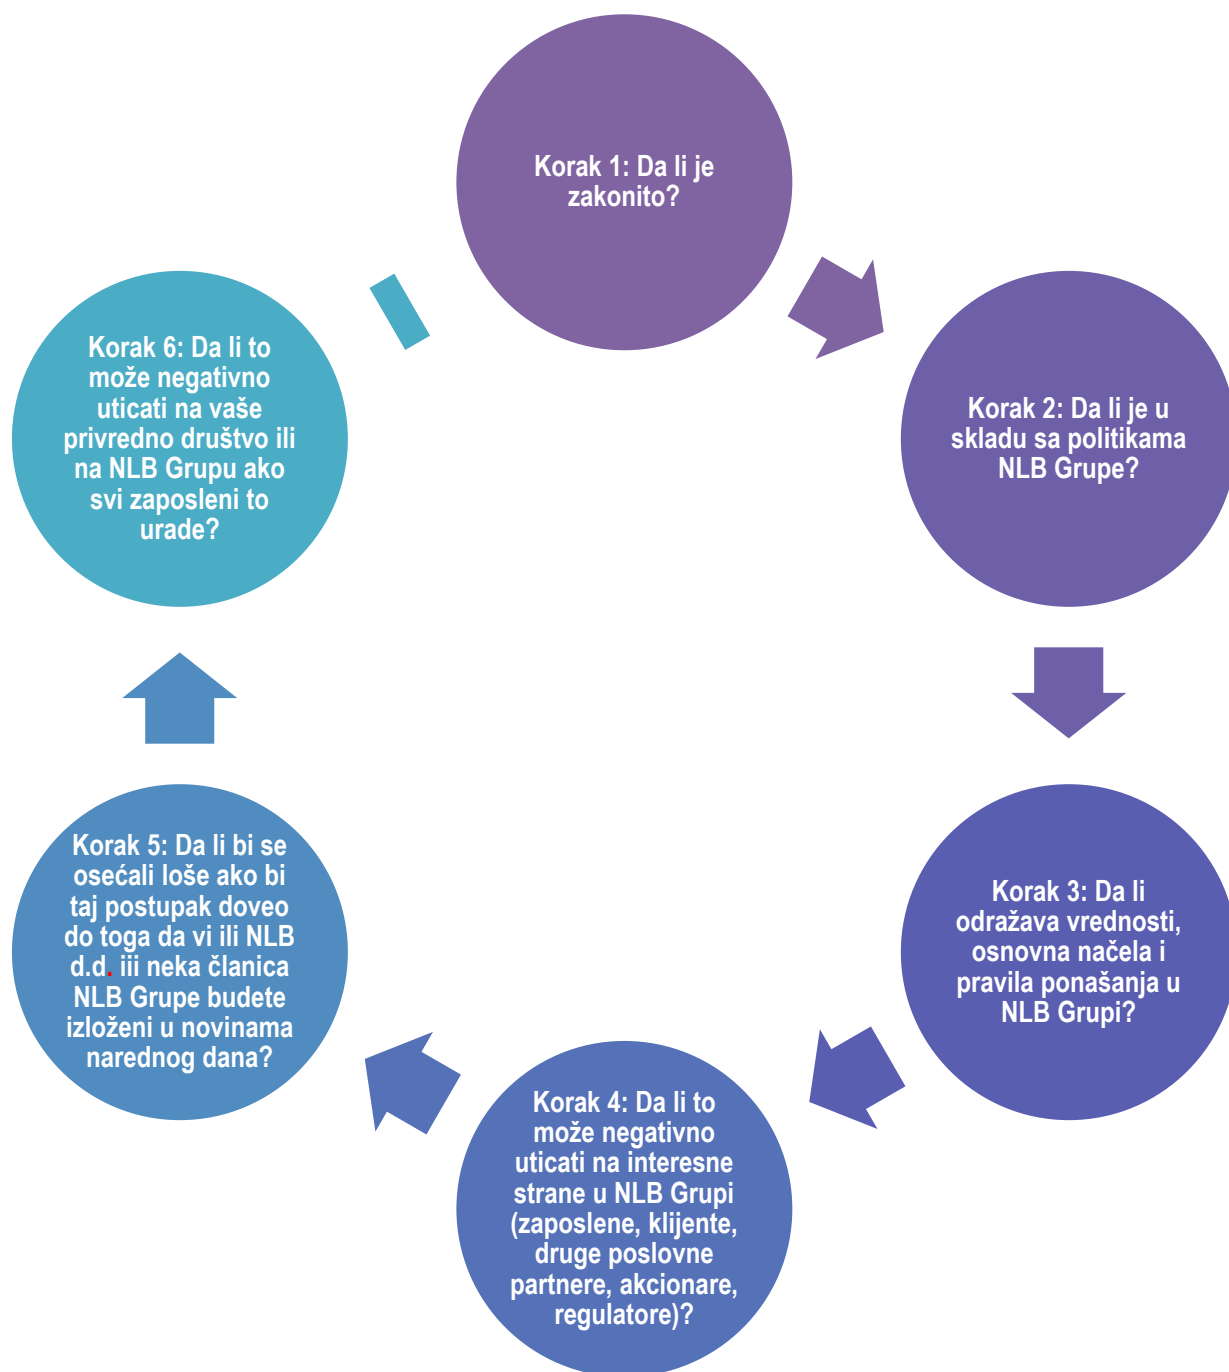 Korak 1: Da li je
zakonito?
Korak 2: Da li je u
skladu sa politikama
NLB Grupe?
Korak 3: Da li
odražava vrednosti,
osnovna načela i
pravila ponašanja u
NLB Grupi?
Korak 4: Da li to
može negativno
uticati na interesne
strane u NLB Grupi
(zaposlene, klijente,
druge poslovne
partnere, akcionare,
regulatore)?
Korak 5: Da li bi se
osećali loše ako bi
taj postupak doveo
do toga da vi ili NLB
d.d. iii neka članica
NLB Grupe budete
izloženi u novinama
narednog dana?
Korak 6: Da li to
može negativno
uticati na vaše
privredno društvo ili
na NLB Grupu ako
svi zaposleni to
urade?